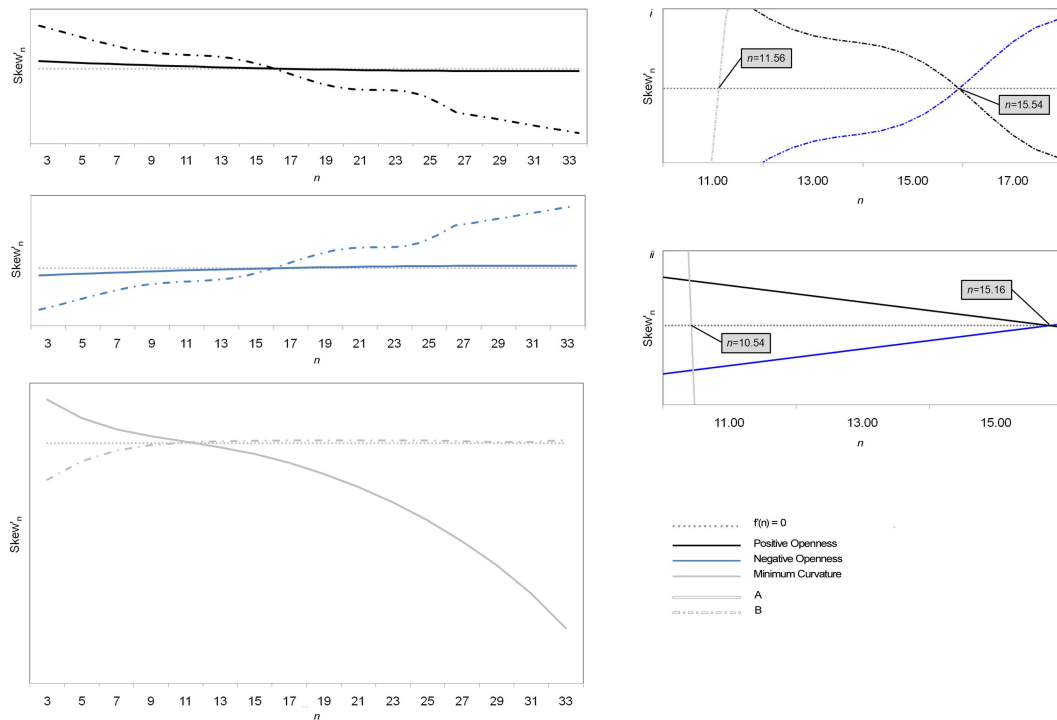 Skew'n
3 5 7 9 11 13 15 17 19 21 23 25 27 29 31 33
n
Skew'n
3 5 7 9 11 13 15 17 19 21 23 25 27 29 31 33
n
Skew'n
3 5 7 9 11 13 15 17 19 21 23 25 27 29 31 33
n
i
Skew'n
n=11.56
n=15.54
11.00 13.00 15.00 17.00
n
ii
Skew'n
n=15.16
n=10.54
11.00 13.00 15.00
n
f'(n) = 0
Positive Openness
Negative Openness
Minimum Curvature
A
B